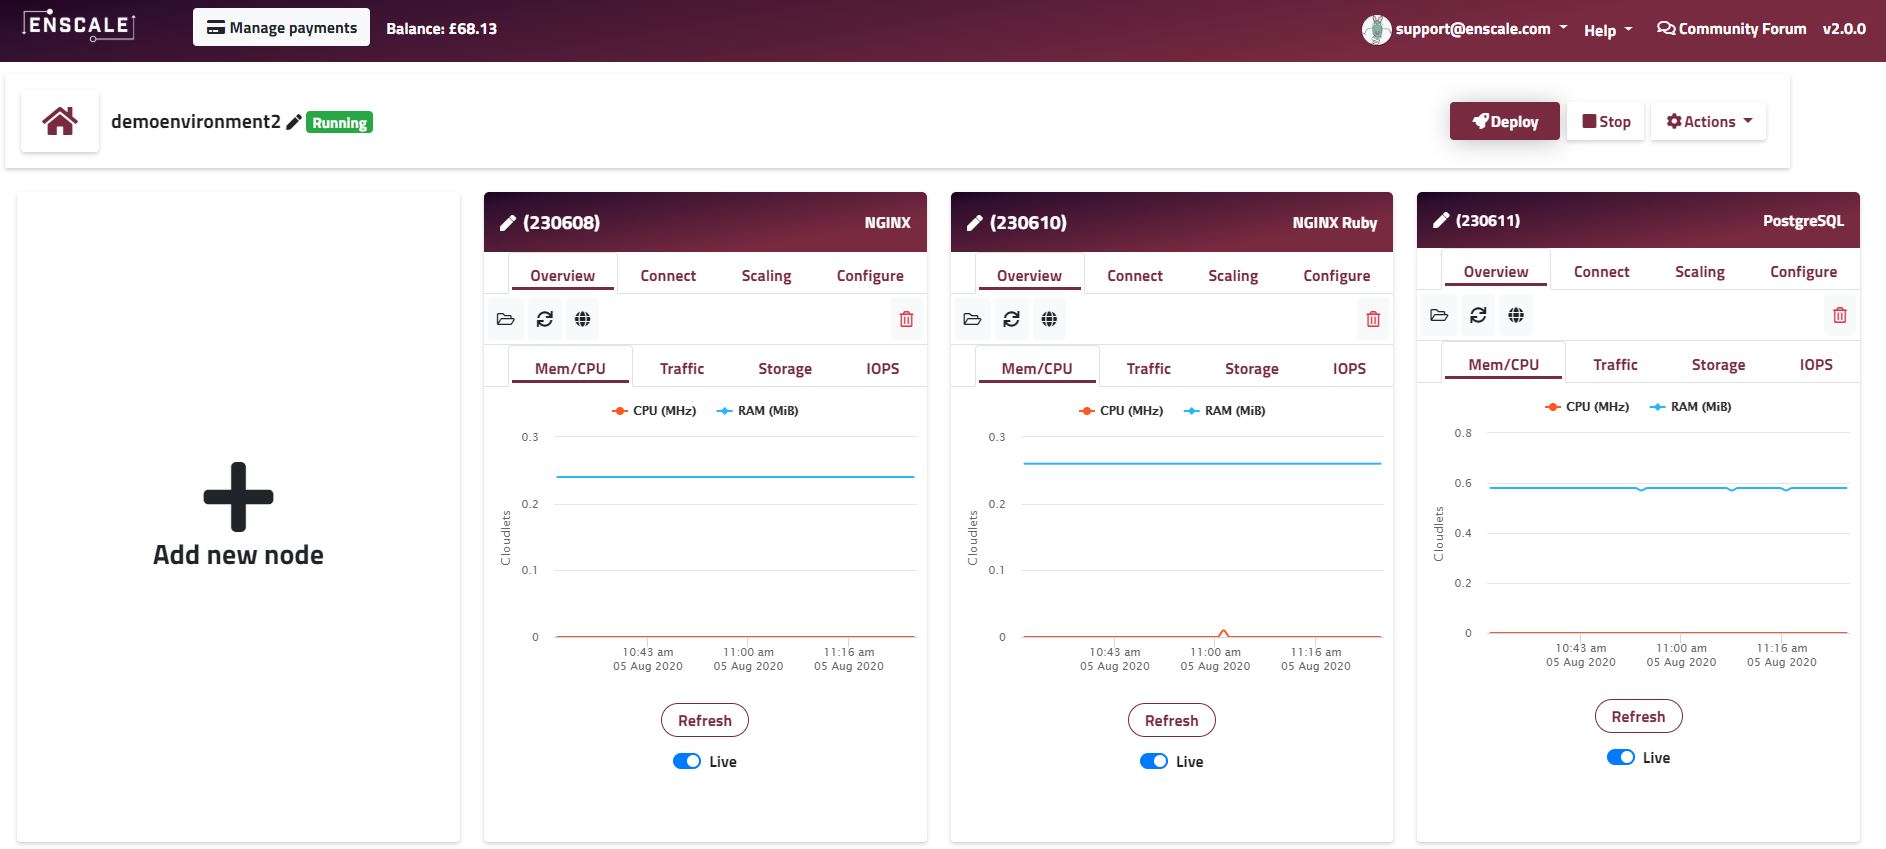 ENSCALE
Manage payments
Balance: £68.13
support@enscale.com
Help
Community Forum
v2.0.0
demoenvironment2
Running
Deploy
Stop
Actions
Add new node
(230608)
NGINX
Overview
Connect
Scaling
Configure
Mem/CPU
Traffic
Storage
IOPS
CPU (MHz)
RAM (MiB)
Cloudlets
0.3
0.2
0.1
0
10:43 am
05 Aug 2020
11:00 am
05 Aug 2020
11:16 am
05 Aug 2020
Refresh
Live
(230610)
NGINX Ruby
Overview
Connect
Scaling
Configure
Mem/CPU
Traffic
Storage
IOPS
CPU (MHz)
RAM (MiB)
Cloudlets
0.3
0.2
0.1
0
10:43 am
05 Aug 2020
11:00 am
05 Aug 2020
11:16 am
05 Aug 2020
Refresh
Live
(230611)
PostgreSQL
Overview
Connect
Scaling
Configure
Mem/CPU
Traffic
Storage
IOPS
CPU (MHz)
RAM (MiB)
Cloudlets
0.8
0.6
0.4
0.2
0
10:43 am
05 Aug 2020
11:00 am
05 Aug 2020
11:16 am
05 Aug 2020
Refresh
Live